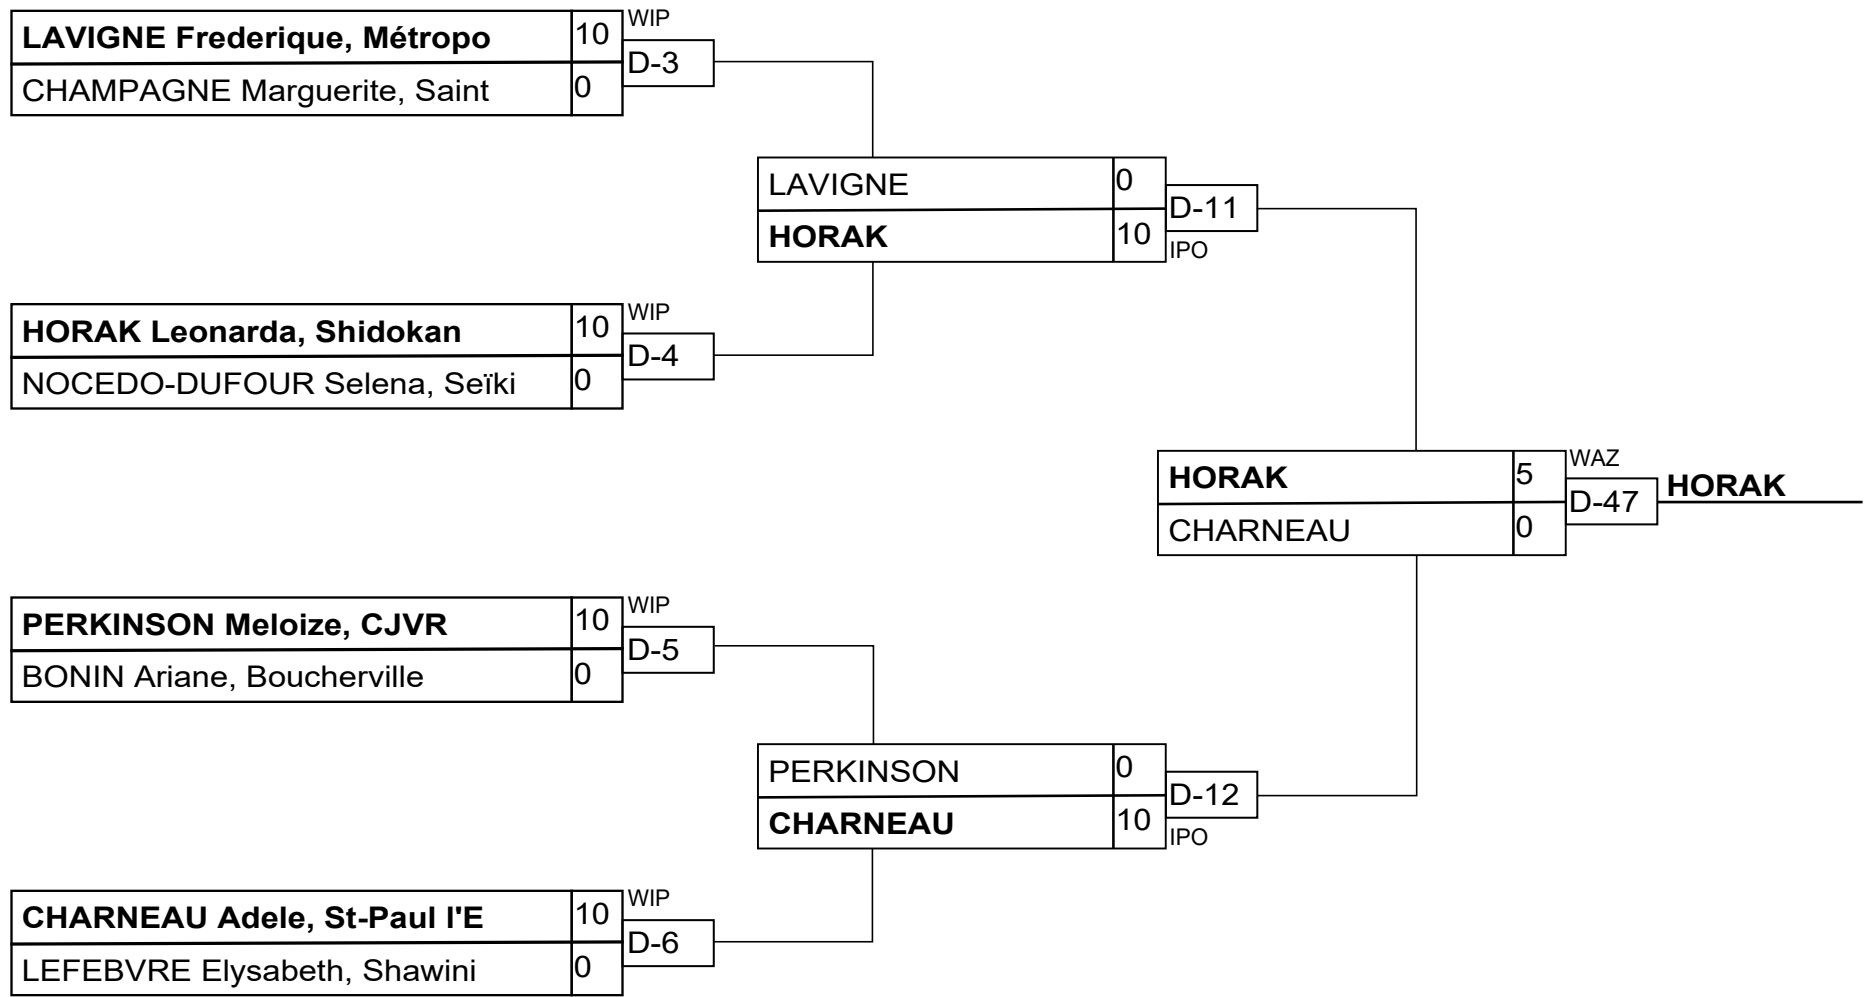 LAVIGNE Frederique, Métropo 10 WIP
CHAMPAGNE Marguerite, Saint 0 D-3
LAVIGNE 0 D-11
HORAK 10 IPO
HORAK Leonarda, Shidokan 10 WIP
NOCEDO-DUFOUR Selena, Seïki 0 D-4
HORAK 5 WAZ
CHARNEAU 0 D-47 HORAK
PERKINSON Meloize, CJVR 10 WIP
BONIN Ariane, Boucherville 0 D-5
PERKINSON 0 D-12
CHARNEAU 10 IPO
CHARNEAU Adele, St-Paul l'E 10 WIP
LEFEBVRE Elysabeth, Shawini 0 D-6